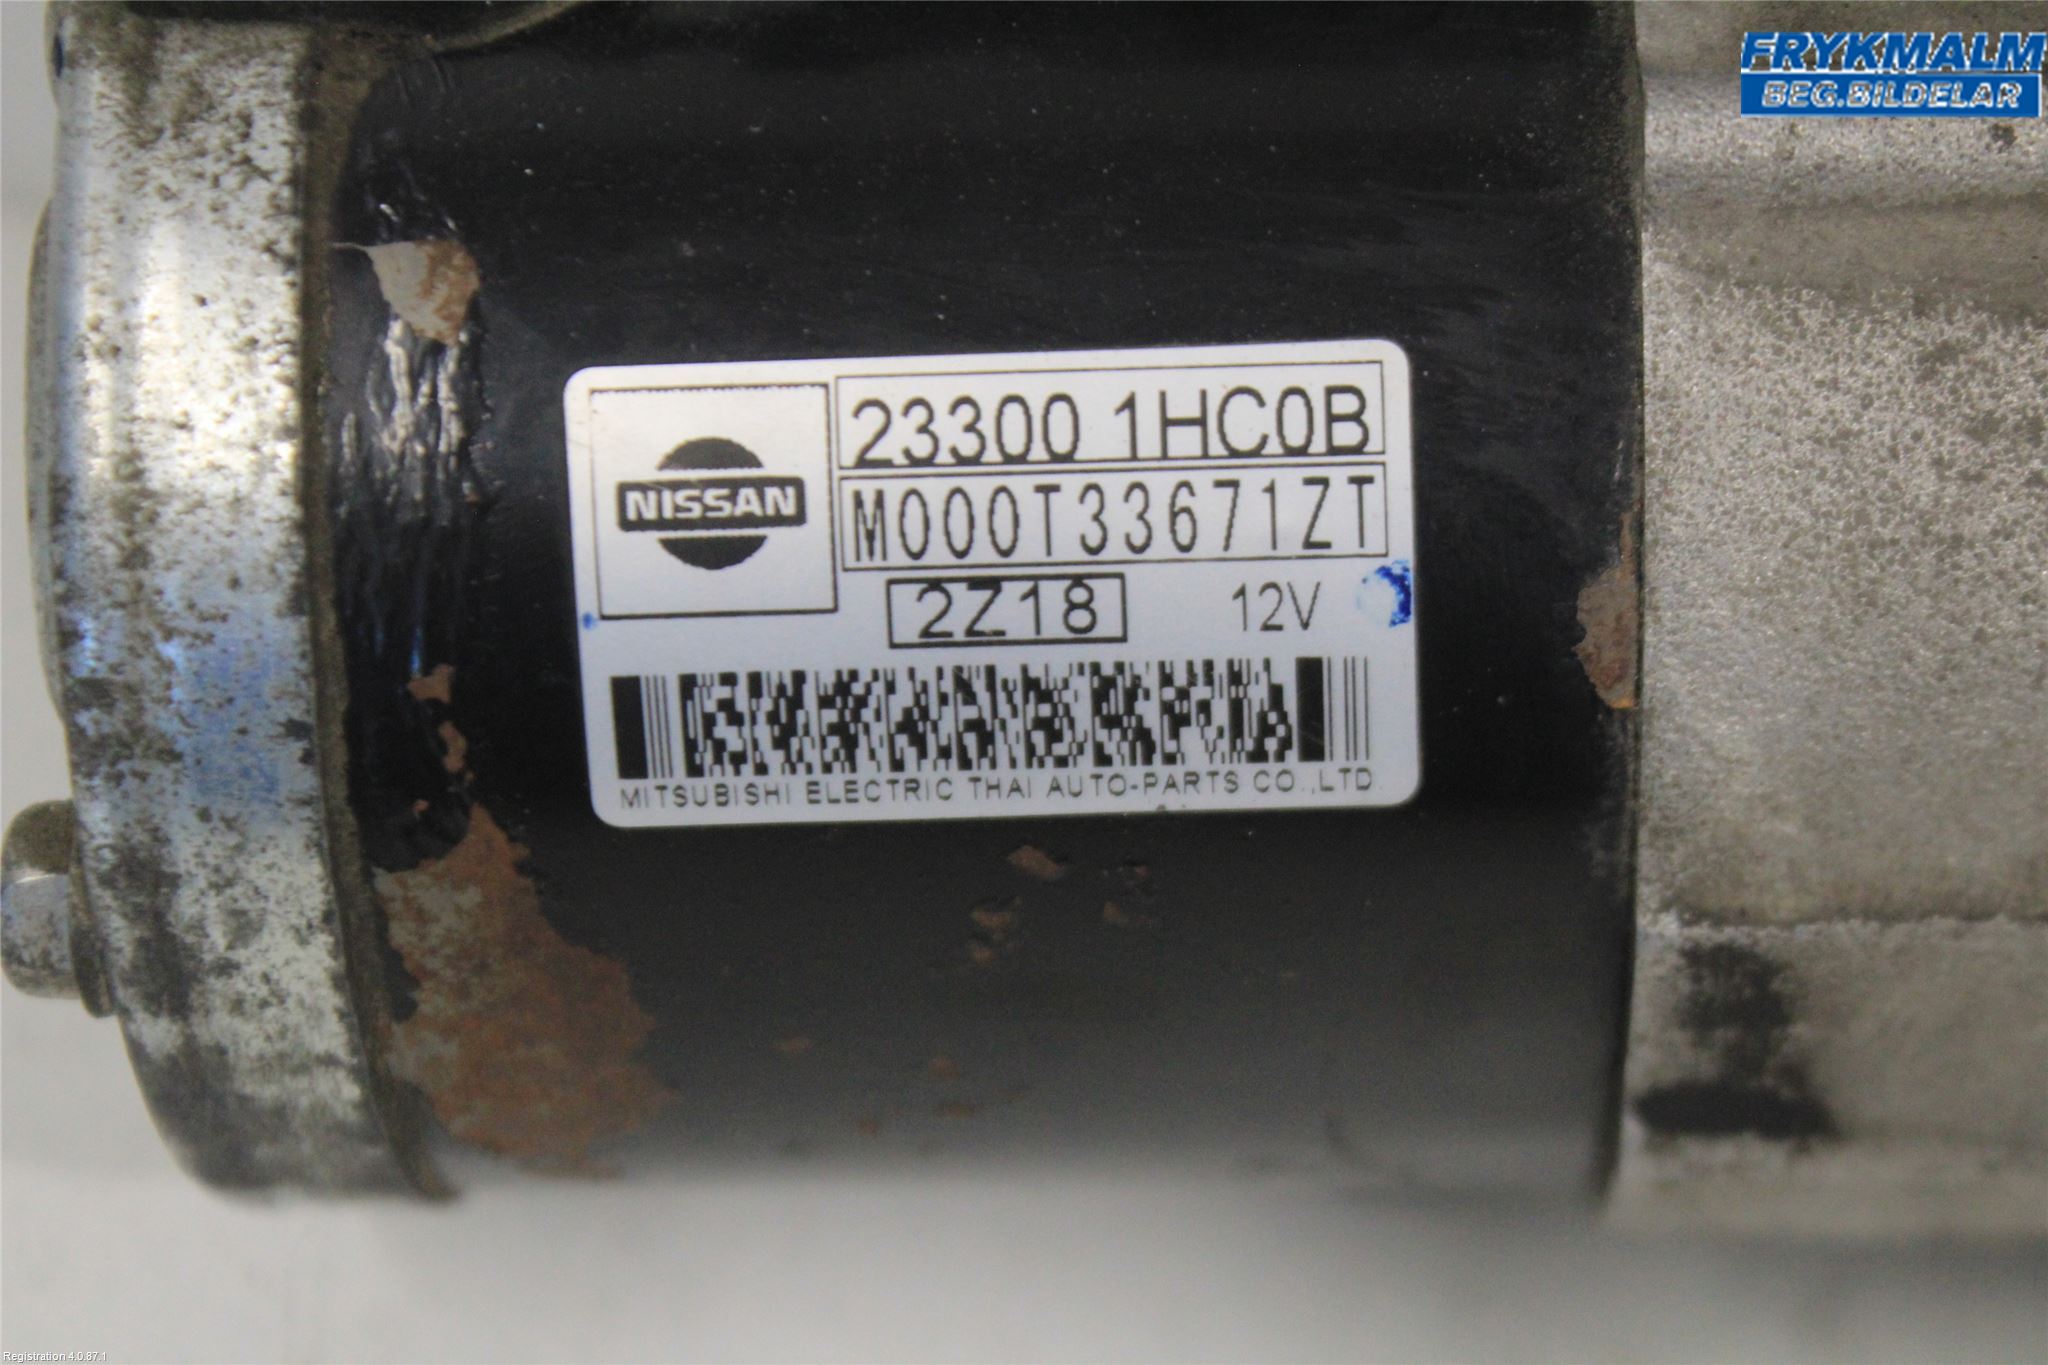 FRYKMALM
BEG.BILDELAR
23300 1HC0B
NISSAN
M000T33671ZT
2Z18 12V
MITSUBISHI ELECTRIC THAI AUTO-PARTS CO.,LTD.
Registration 4.0.87.1